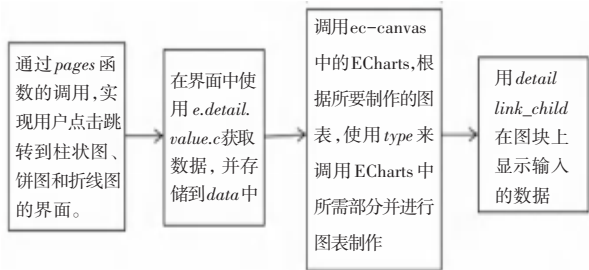 通过pages函
数的调用,实
现用户点击跳
转到柱状图、
饼图和折线图
的界面。
在界面中使
用e.detail.
value.c获取
数据，并存
储到data中
调用ec-canvas
中的ECharts,根
据所要制作的图
表，使用type来
调用ECharts中
所需部分并进行
图表制作
用detail
link_child
在图块上
显示输入
的数据